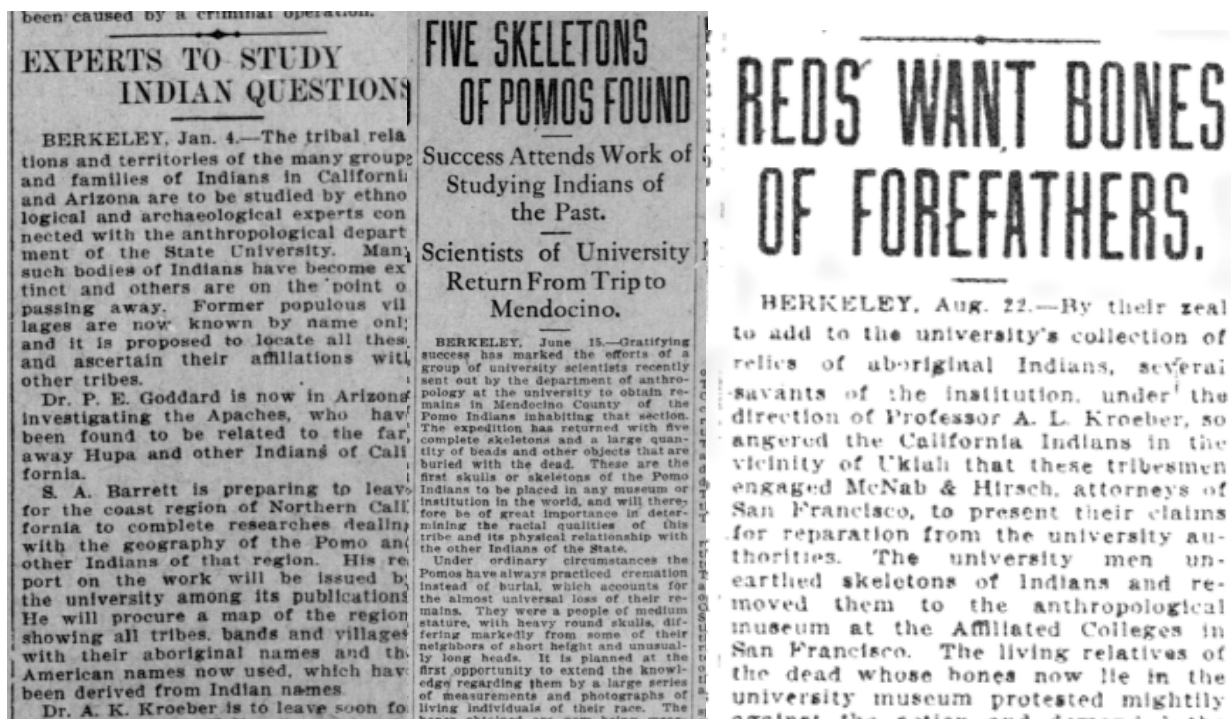 been caused by a criminal operation.
EXPERTS TO STUDY
INDIAN QUESTIONS
BERKELEY, Jan. 4.—The tribal rela
tions and territories of the many groups
and families of Indians in California
and Arizona are to be studied by ethno
logical and archaeological experts con
nected with the anthropological depart
ment of the State University. Many
such bodies of Indians have become ex
tinct and others are on the point o
passing away. Former populous vil
lages are now known by name only
and it is proposed to locate all thes
and ascertain their affiliations with
other tribes.
Dr. P. E. Goddard is now in Arizona
investigating the Apaches, who hav
been found to be related to the far
away Hupa and other Indians of Cali
fornia.
S. A. Barrett is preparing to leave
for the coast region of Northern Cali
fornia to complete researches dealing
with the geography of the Pomo and
other Indians of that region. His re
port on the work will be issued by
the university among its publications
He will procure a map of the region
showing all tribes, bands and villages
with their aboriginal names and the
American names now used, which have
been derived from Indian names.
Dr. A. K. Kroeber is to leave soon fo
FIVE SKELETONS
OF POMOS FOUND
Success Attends Work of
Studying Indians of
the Past.
Scientists of University
Return From Trip to
Mendocino.
BERKELEY, June 15.—Gratifying
success has marked the efforts of a
group of university scientists recently
sent out by the department of anthro-
pology at the university to obtain re-
mains in Mendocino County of the
Pomo Indians inhabiting that section.
The expedition has returned with five
complete skeletons and a large quan-
tity of beads and other objects that are
buried with the dead. These are the
first skulls or skeletons of the Pomo
Indians to be placed in any museum or
institution in the world, and will there-
fore be of great importance in deter-
mining the racial qualities of this
tribe and its physical relationship with
the other Indians of the State.
Under ordinary circumstances the
Pomos have always practiced cremation
instead of burial, which accounts for
the almost universal loss of their re-
mains. They were a people of medium
stature, with heavy round skulls, dif-
fering markedly from some of their
neighbors of short height and unusual-
ly long heads. It is planned at the
first opportunity to extend the knowl-
edge regarding them by a large series
of measurements and photographs of
living individuals of their race. The
REDS WANT BONES
OF FOREFATHERS.
BERKELEY, Aug. 22.—By their zeal
to add to the university's collection of
relics of aboriginal Indians, several
savants of the institution, under the
direction of Professor A. L. Kroeber, so
angered the California Indians in the
vicinity of Ukiah that these tribesmen
engaged McNab & Hirsch, attorneys of
San Francisco, to present their claims
for reparation from the university au-
thorities. The university men un-
earthed skeletons of Indians and re-
moved them to the anthropological
museum at the Affiliated Colleges in
San Francisco. The living relatives of
the dead whose bones now lie in the
university museum protested mightily
against the action and